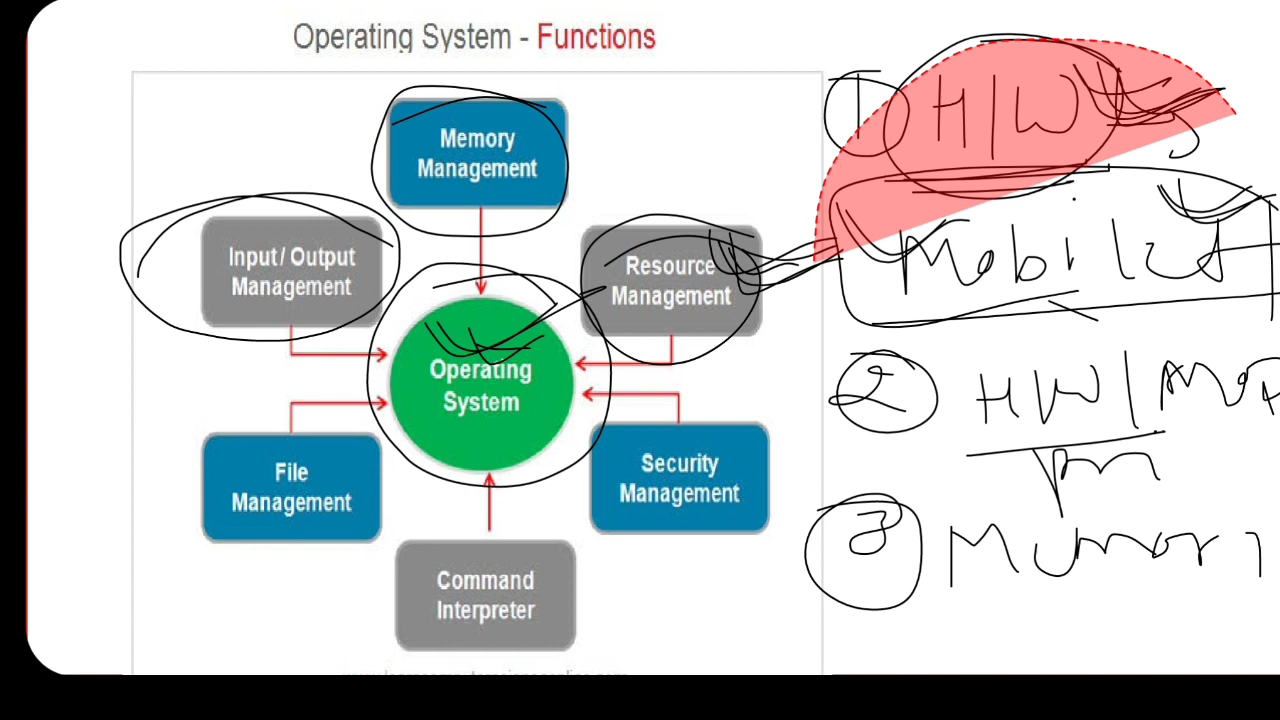 Operating System - Functions
Memory
Management
Input / Output
Management
Resource
Management
Operating
System
File
Management
Security
Management
Command
Interpreter
1 H/W
2 H/W
3